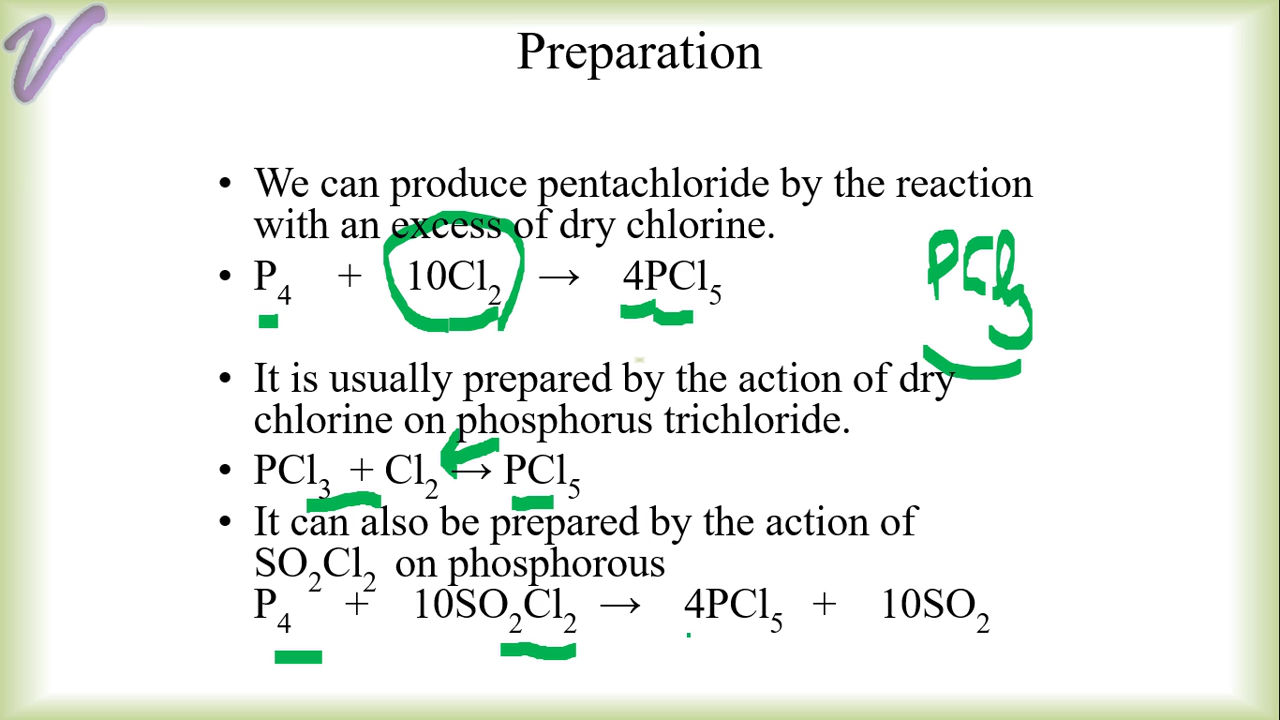 V
Preparation
• We can produce pentachloride by the reaction
with an excess of dry chlorine.
• P₄ + 10Cl₂ → 4PCl₅
PCl₃
• It is usually prepared by the action of dry
chlorine on phosphorus trichloride.
• PCl₃ + Cl₂ → PCl₅
• It can also be prepared by the action of
SO₂Cl₂ on phosphorous
P₄ + 10SO₂Cl₂ → 4PCl₅ + 10SO₂